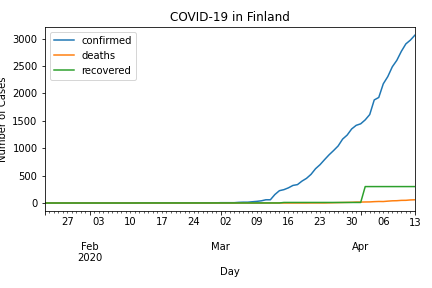 COVID-19 in Finland
confirmed
deaths
recovered
3000
2500
2000
1500
1000
500
0
Number of Cases
27 03 10 17 24 02 09 16 23 30 06 13
Feb Mar Apr
2020
Day